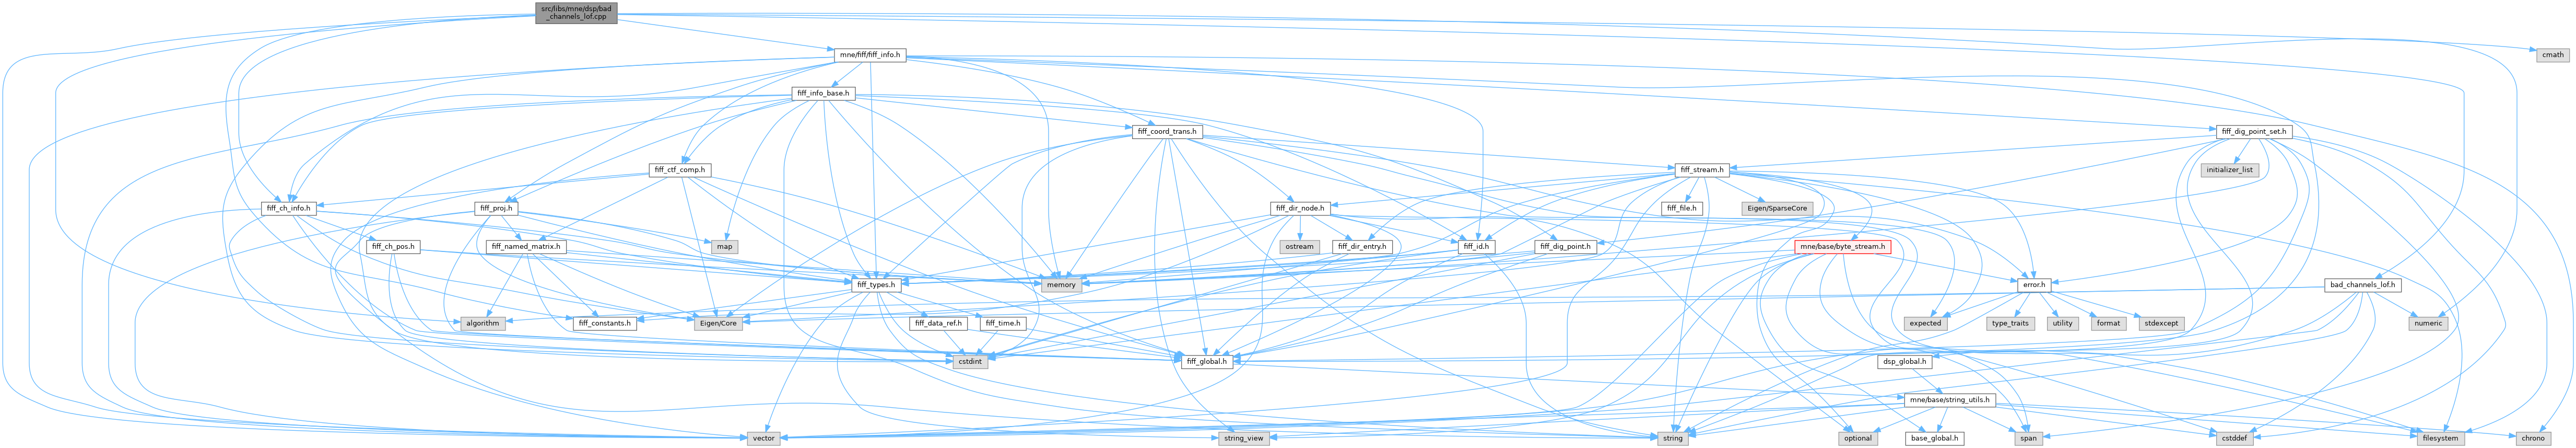 src/libs/mne/dsp/bad
_channels_lof.cpp
mne/fiff/fiff_info.h
cmath
fiff_info_base.h
fiff_coord_trans.h
fiff_dig_point_set.h
fiff_ctf_comp.h
fiff_stream.h
initializer_list
fiff_ch_info.h
fiff_proj.h
fiff_dir_node.h
fiff_file.h
Eigen/SparseCore
fiff_ch_pos.h
fiff_named_matrix.h
map
ostream
fiff_dir_entry.h
fiff_id.h
fiff_dig_point.h
mne/base/byte_stream.h
fiff_types.h
memory
error.h
bad_channels_lof.h
algorithm
fiff_constants.h
Eigen/Core
fiff_data_ref.h
fiff_time.h
expected
type_traits
utility
format
stdexcept
numeric
cstdint
fiff_global.h
dsp_global.h
mne/base/string_utils.h
vector
string_view
string
optional
base_global.h
span
cstddef
filesystem
chrono